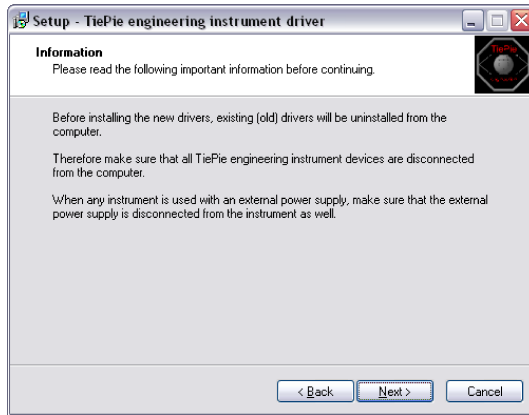 Setup - TiePie engineering instrument driver
Information
Please read the following important information before continuing.
TiePie
Before installing the new drivers, existing (old) drivers will be uninstalled from the
computer.
Therefore make sure that all TiePie engineering instrument devices are disconnected
from the computer.
When any instrument is used with an external power supply, make sure that the external
power supply is disconnected from the instrument as well.
< Back
Next >
Cancel